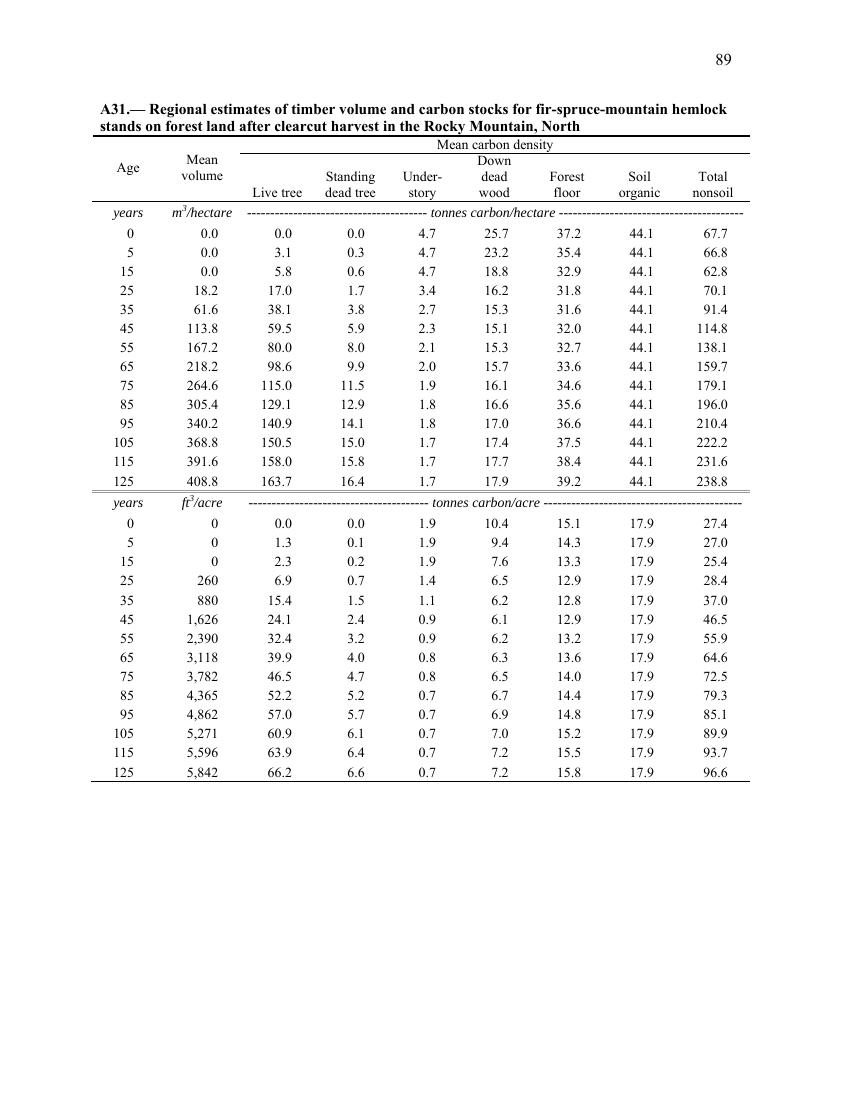 89
A31.— Regional estimates of timber volume and carbon stocks for fir-spruce-mountain hemlock
stands on forest land after clearcut harvest in the Rocky Mountain, North
Mean carbon density
Age Mean volume Live tree Standing dead tree Under-story Down dead wood Forest floor Soil organic Total nonsoil
years m³/hectare --------------------------------------- tonnes carbon/hectare ----------------------------------------
0 0.0 0.0 0.0 4.7 25.7 37.2 44.1 67.7
5 0.0 3.1 0.3 4.7 23.2 35.4 44.1 66.8
15 0.0 5.8 0.6 4.7 18.8 32.9 44.1 62.8
25 18.2 17.0 1.7 3.4 16.2 31.8 44.1 70.1
35 61.6 38.1 3.8 2.7 15.3 31.6 44.1 91.4
45 113.8 59.5 5.9 2.3 15.1 32.0 44.1 114.8
55 167.2 80.0 8.0 2.1 15.3 32.7 44.1 138.1
65 218.2 98.6 9.9 2.0 15.7 33.6 44.1 159.7
75 264.6 115.0 11.5 1.9 16.1 34.6 44.1 179.1
85 305.4 129.1 12.9 1.8 16.6 35.6 44.1 196.0
95 340.2 140.9 14.1 1.8 17.0 36.6 44.1 210.4
105 368.8 150.5 15.0 1.7 17.4 37.5 44.1 222.2
115 391.6 158.0 15.8 1.7 17.7 38.4 44.1 231.6
125 408.8 163.7 16.4 1.7 17.9 39.2 44.1 238.8
years ft³/acre --------------------------------------- tonnes carbon/acre -------------------------------------------
0 0 0.0 0.0 1.9 10.4 15.1 17.9 27.4
5 0 1.3 0.1 1.9 9.4 14.3 17.9 27.0
15 0 2.3 0.2 1.9 7.6 13.3 17.9 25.4
25 260 6.9 0.7 1.4 6.5 12.9 17.9 28.4
35 880 15.4 1.5 1.1 6.2 12.8 17.9 37.0
45 1,626 24.1 2.4 0.9 6.1 12.9 17.9 46.5
55 2,390 32.4 3.2 0.9 6.2 13.2 17.9 55.9
65 3,118 39.9 4.0 0.8 6.3 13.6 17.9 64.6
75 3,782 46.5 4.7 0.8 6.5 14.0 17.9 72.5
85 4,365 52.2 5.2 0.7 6.7 14.4 17.9 79.3
95 4,862 57.0 5.7 0.7 6.9 14.8 17.9 85.1
105 5,271 60.9 6.1 0.7 7.0 15.2 17.9 89.9
115 5,596 63.9 6.4 0.7 7.2 15.5 17.9 93.7
125 5,842 66.2 6.6 0.7 7.2 15.8 17.9 96.6